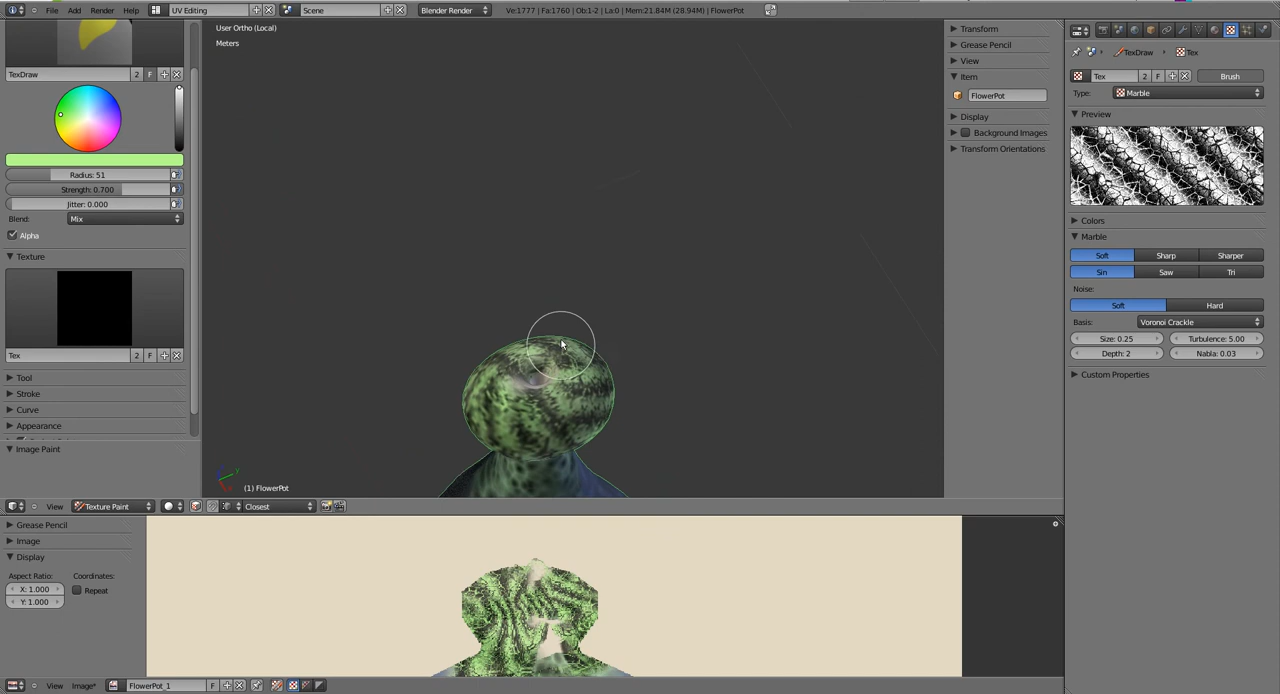 File Add Render Help UV Editing Scene Blender Render Ve:1777 | Fa:1760 | Ob:1-2 | La:0 | Mem:21.84M (28.94M) | FlowerPot
User Ortho (Local)
Meters
TexDraw 2 F
Radius: 51
Strength: 0.700
Jitter: 0.000
Blend: Mix
Alpha
Texture
Tex 2 F
Tool
Stroke
Curve
Appearance
Image Paint
(1) FlowerPot
View Texture Paint Closest
Transform
Grease Pencil
View
Item
FlowerPot
Display
Background Images
Transform Orientations
TexDraw Tex
Tex 2 F Brush
Type: Marble
Preview
Colors
Marble
Soft Sharp Sharper
Sin Saw Tri
Noise:
Soft Hard
Basis: Voronoi Crackle
Size: 0.25 Turbulence: 5.00
Depth: 2 Nabla: 0.03
Custom Properties
Grease Pencil
Image
Display
Aspect Ratio: Coordinates:
X: 1.000 Repeat
Y: 1.000
View Image* FlowerPot_1 F